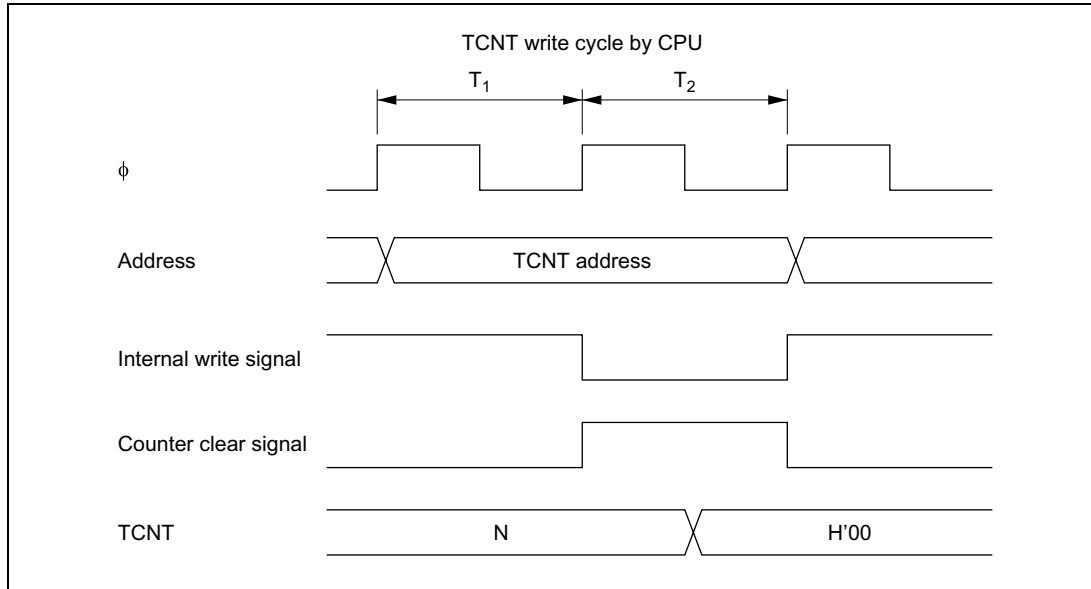 TCNT write cycle by CPU
T1 T2
ϕ
Address TCNT address
Internal write signal
Counter clear signal
TCNT N H'00